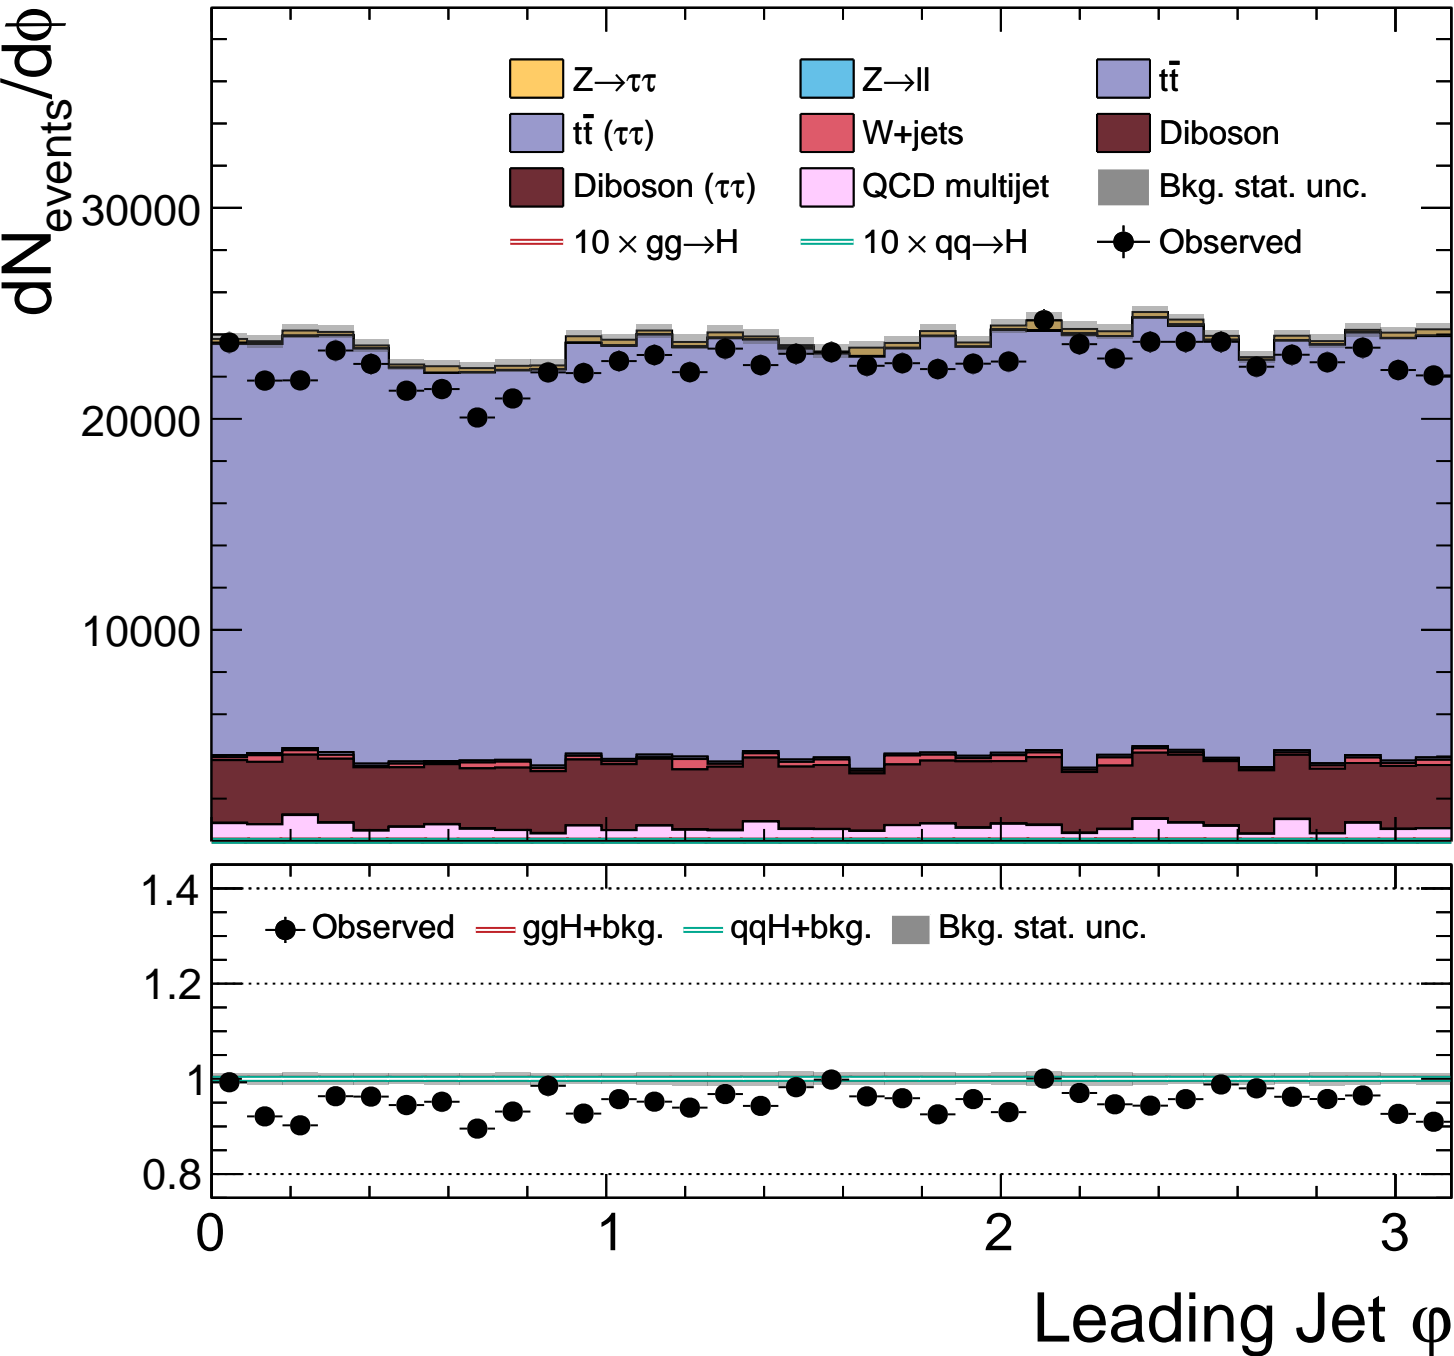 dN_events/dϕ
Z→ττ Z→ll tt̄
tt̄ (ττ) W+jets Diboson
Diboson (ττ) QCD multijet Bkg. stat. unc.
10 × gg→H 10 × qq→H Observed
30000
20000
10000
1.4
Observed ggH+bkg. qqH+bkg. Bkg. stat. unc.
1.2
1
0.8
0 1 2 3
Leading Jet φ